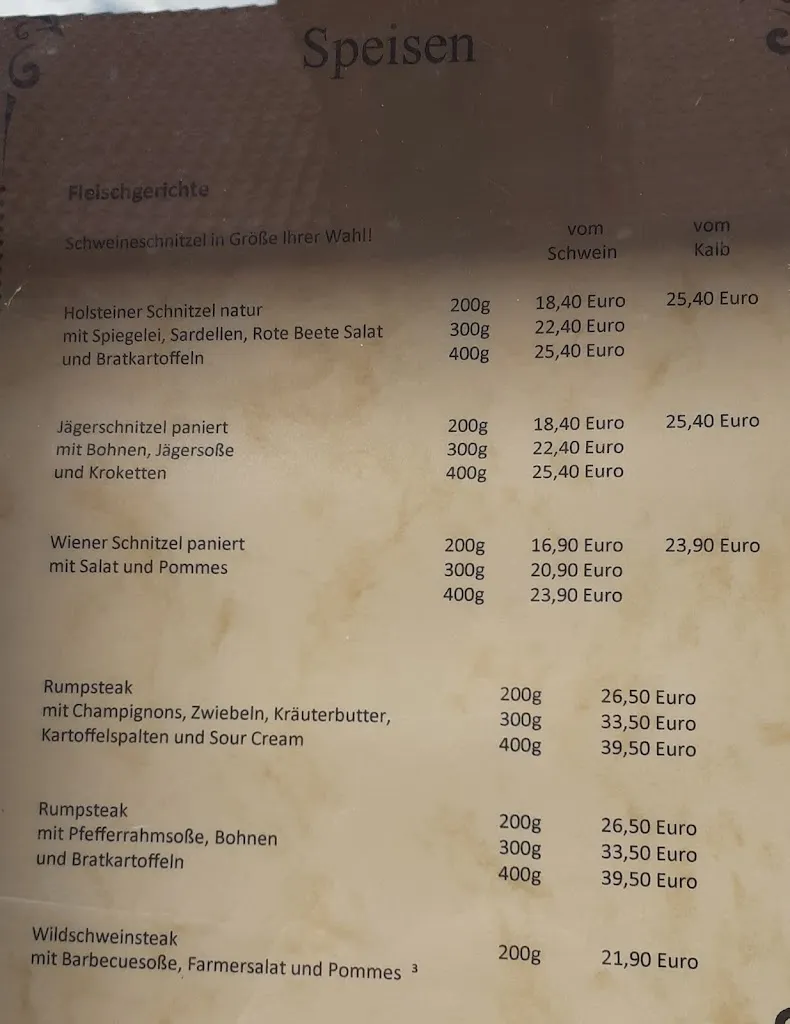 Speisen
Fleischgerichte
Schweineschnitzel in Größe Ihrer Wahl! vom vom
Schwein Kalb
Holsteiner Schnitzel natur 200g 18,40 Euro 25,40 Euro
mit Spiegelei, Sardellen, Rote Beete Salat 300g 22,40 Euro
und Bratkartoffeln 400g 25,40 Euro
Jägerschnitzel paniert 200g 18,40 Euro 25,40 Euro
mit Bohnen, Jägersoße 300g 22,40 Euro
und Kroketten 400g 25,40 Euro
Wiener Schnitzel paniert 200g 16,90 Euro 23,90 Euro
mit Salat und Pommes 300g 20,90 Euro
400g 23,90 Euro
Rumpsteak 200g 26,50 Euro
mit Champignons, Zwiebeln, Kräuterbutter, 300g 33,50 Euro
Kartoffelspalten und Sour Cream 400g 39,50 Euro
Rumpsteak 200g 26,50 Euro
mit Pfefferrahmsoße, Bohnen 300g 33,50 Euro
und Bratkartoffeln 400g 39,50 Euro
Wildschweinsteak 200g 21,90 Euro
mit Barbecuesoße, Farmersalat und Pommes ³